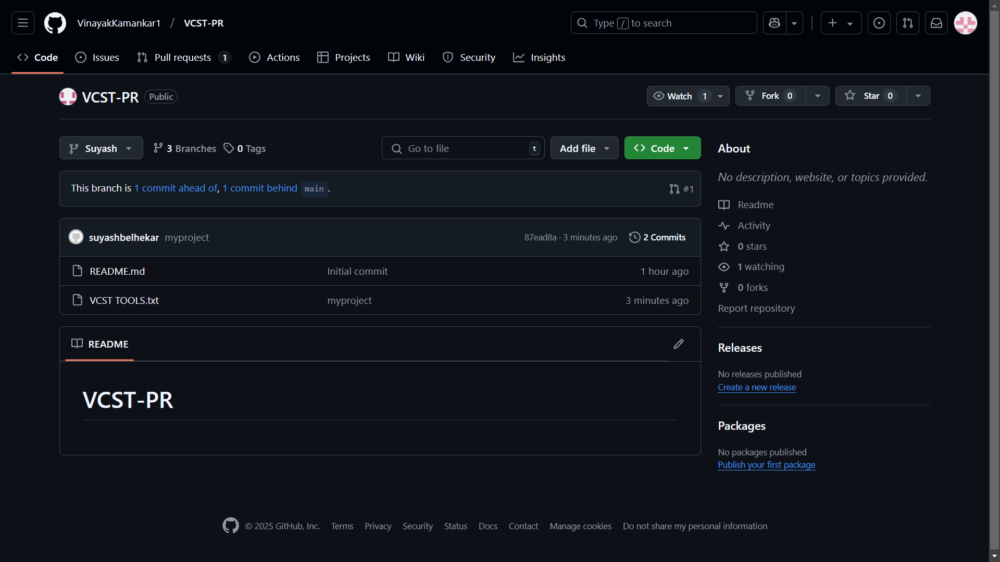 VinayakKamankar1 / VCST-PR
Type / to search
Code
Issues
Pull requests 1
Actions
Projects
Wiki
Security
Insights
VCST-PR Public
Watch 1
Fork 0
Star 0
Suyash
3 Branches
0 Tags
Go to file t
Add file
Code
This branch is 1 commit ahead of, 1 commit behind main .
#1
suyashbelhekar myproject
87ead8a · 3 minutes ago
2 Commits
README.md Initial commit 1 hour ago
VCST TOOLS.txt myproject 3 minutes ago
README
VCST-PR
About
No description, website, or topics provided.
Readme
Activity
0 stars
1 watching
0 forks
Report repository
Releases
No releases published
Create a new release
Packages
No packages published
Publish your first package
© 2025 GitHub, Inc. Terms Privacy Security Status Docs Contact Manage cookies Do not share my personal information